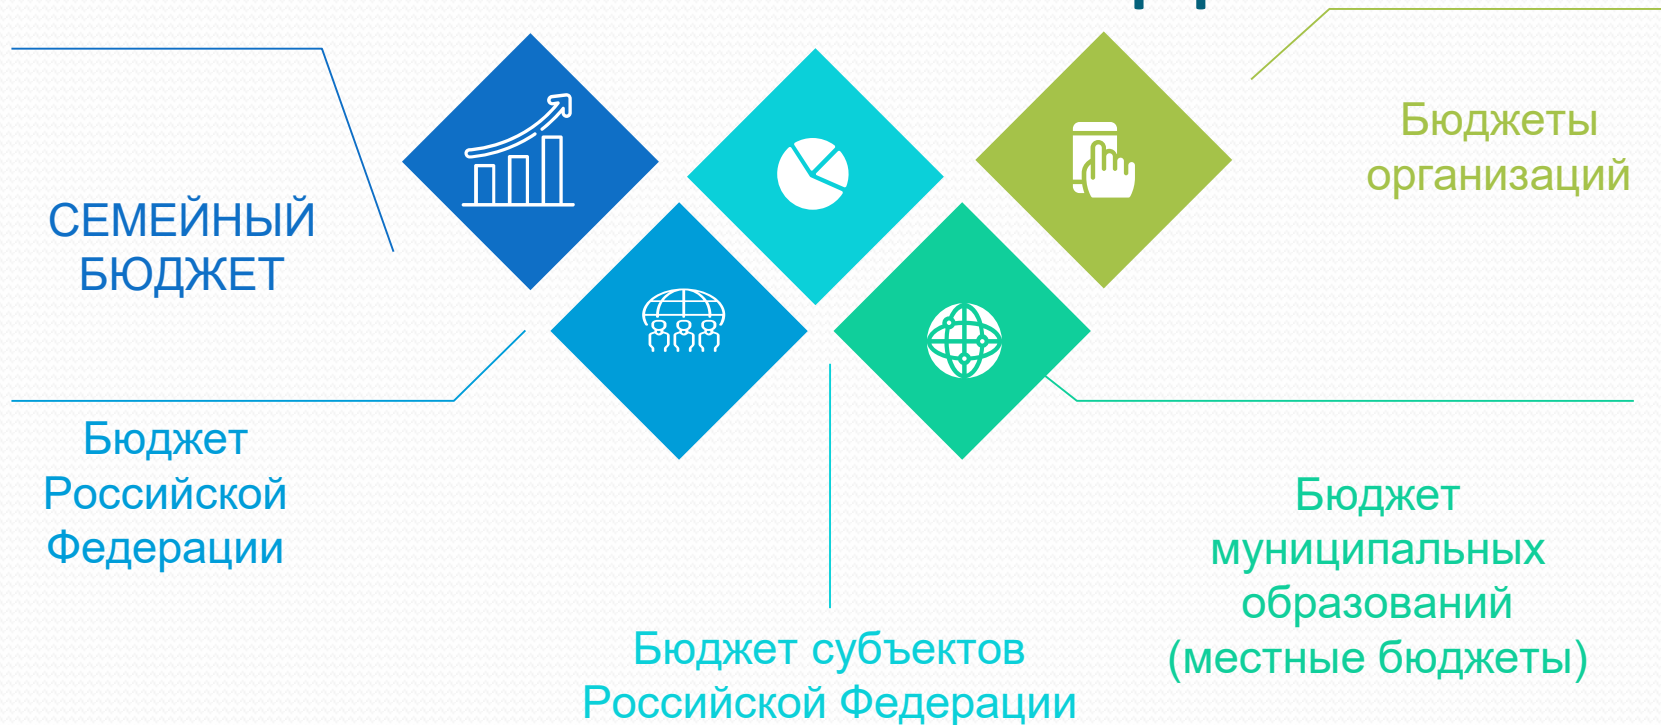 СЕМЕЙНЫЙ
БЮДЖЕТ
Бюджеты
организаций
Бюджет
Российской
Федерации
Бюджет субъектов
Российской Федерации
Бюджет
муниципальных
образований
(местные бюджеты)